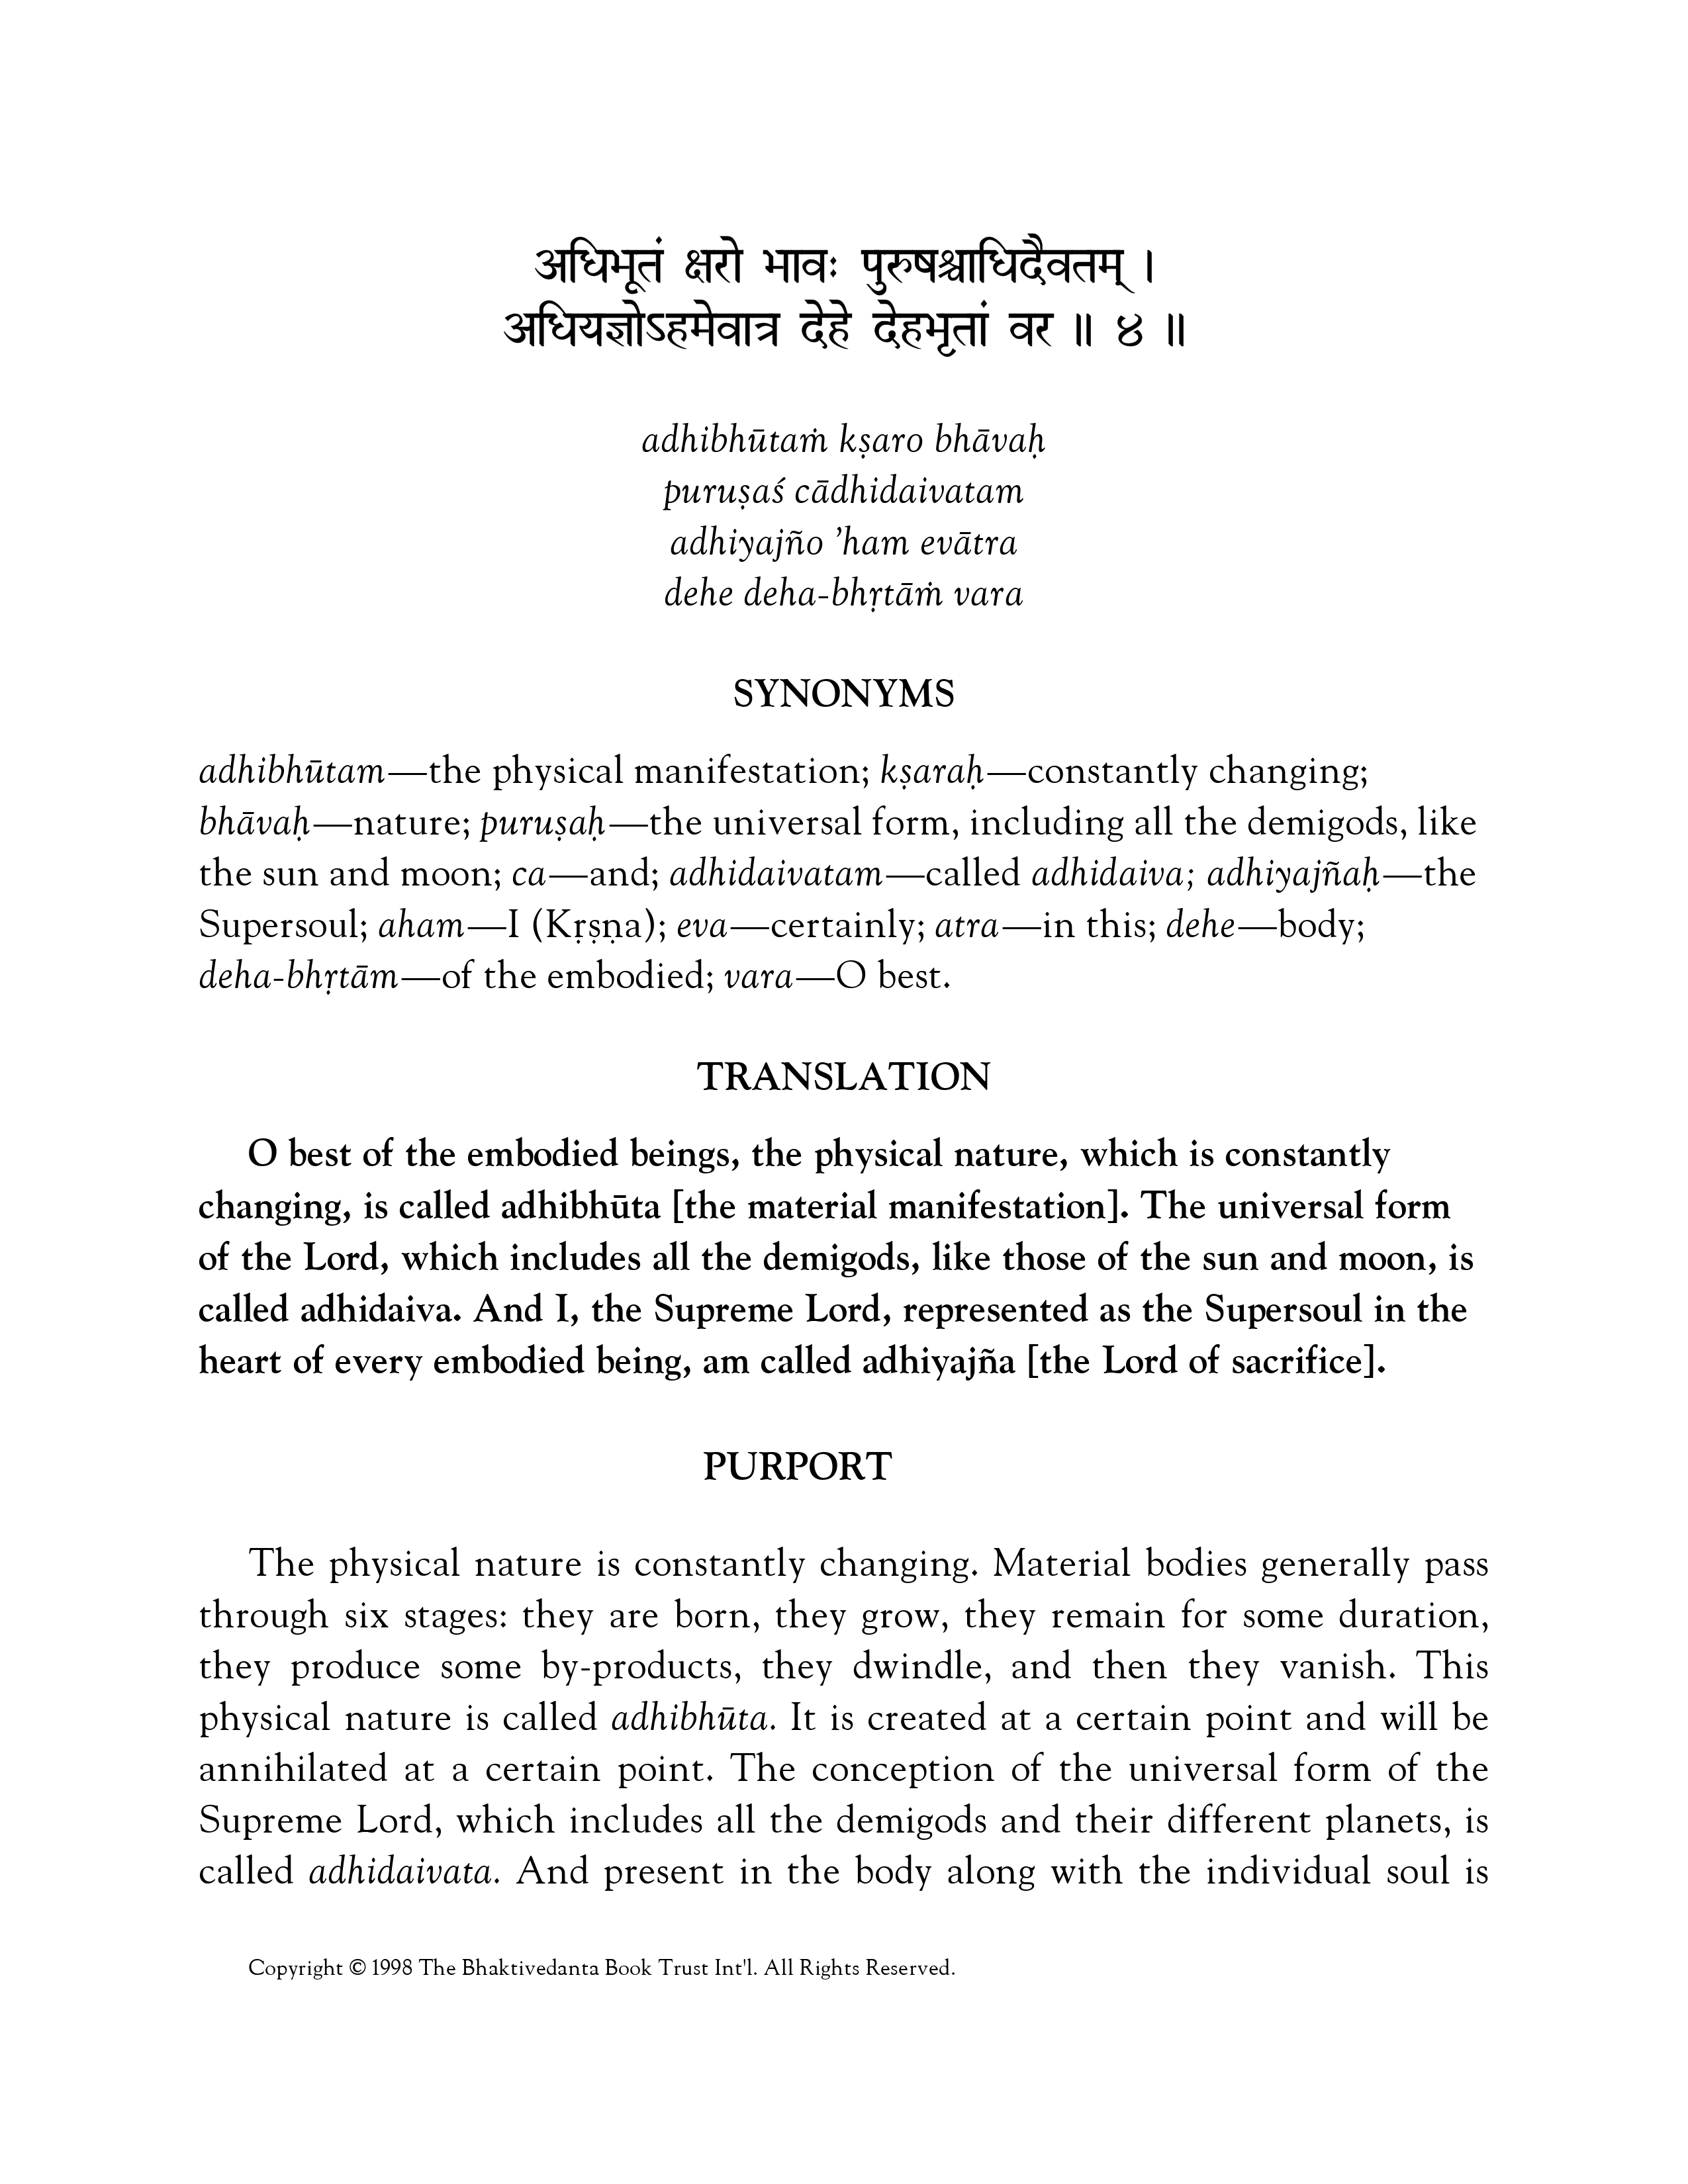 अधिभूतं क्षरो भावः पुरुषश्चाधिदैवतम् ।
अधियज्ञोऽहमेवात्र देहे देहभृतां वर ॥ ४ ॥
adhibhūtaṁ kṣaro bhāvaḥ
puruṣaś cādhidaivatam
adhiyajño ’ham evātra
dehe deha-bhṛtāṁ vara
SYNONYMS
adhibhūtam—the physical manifestation; kṣaraḥ—constantly changing;
bhāvaḥ—nature; puruṣaḥ—the universal form, including all the demigods, like
the sun and moon; ca—and; adhidaivatam—called adhidaiva; adhiyajñaḥ—the
Supersoul; aham—I (Kṛṣṇa); eva—certainly; atra—in this; dehe—body;
deha-bhṛtām—of the embodied; vara—O best.
TRANSLATION
O best of the embodied beings, the physical nature, which is constantly
changing, is called adhibhūta [the material manifestation]. The universal form
of the Lord, which includes all the demigods, like those of the sun and moon, is
called adhidaiva. And I, the Supreme Lord, represented as the Supersoul in the
heart of every embodied being, am called adhiyajña [the Lord of sacrifice].
PURPORT
The physical nature is constantly changing. Material bodies generally pass
through six stages: they are born, they grow, they remain for some duration,
they produce some by-products, they dwindle, and then they vanish. This
physical nature is called adhibhūta. It is created at a certain point and will be
annihilated at a certain point. The conception of the universal form of the
Supreme Lord, which includes all the demigods and their different planets, is
called adhidaivata. And present in the body along with the individual soul is
Copyright © 1998 The Bhaktivedanta Book Trust Int'l. All Rights Reserved.